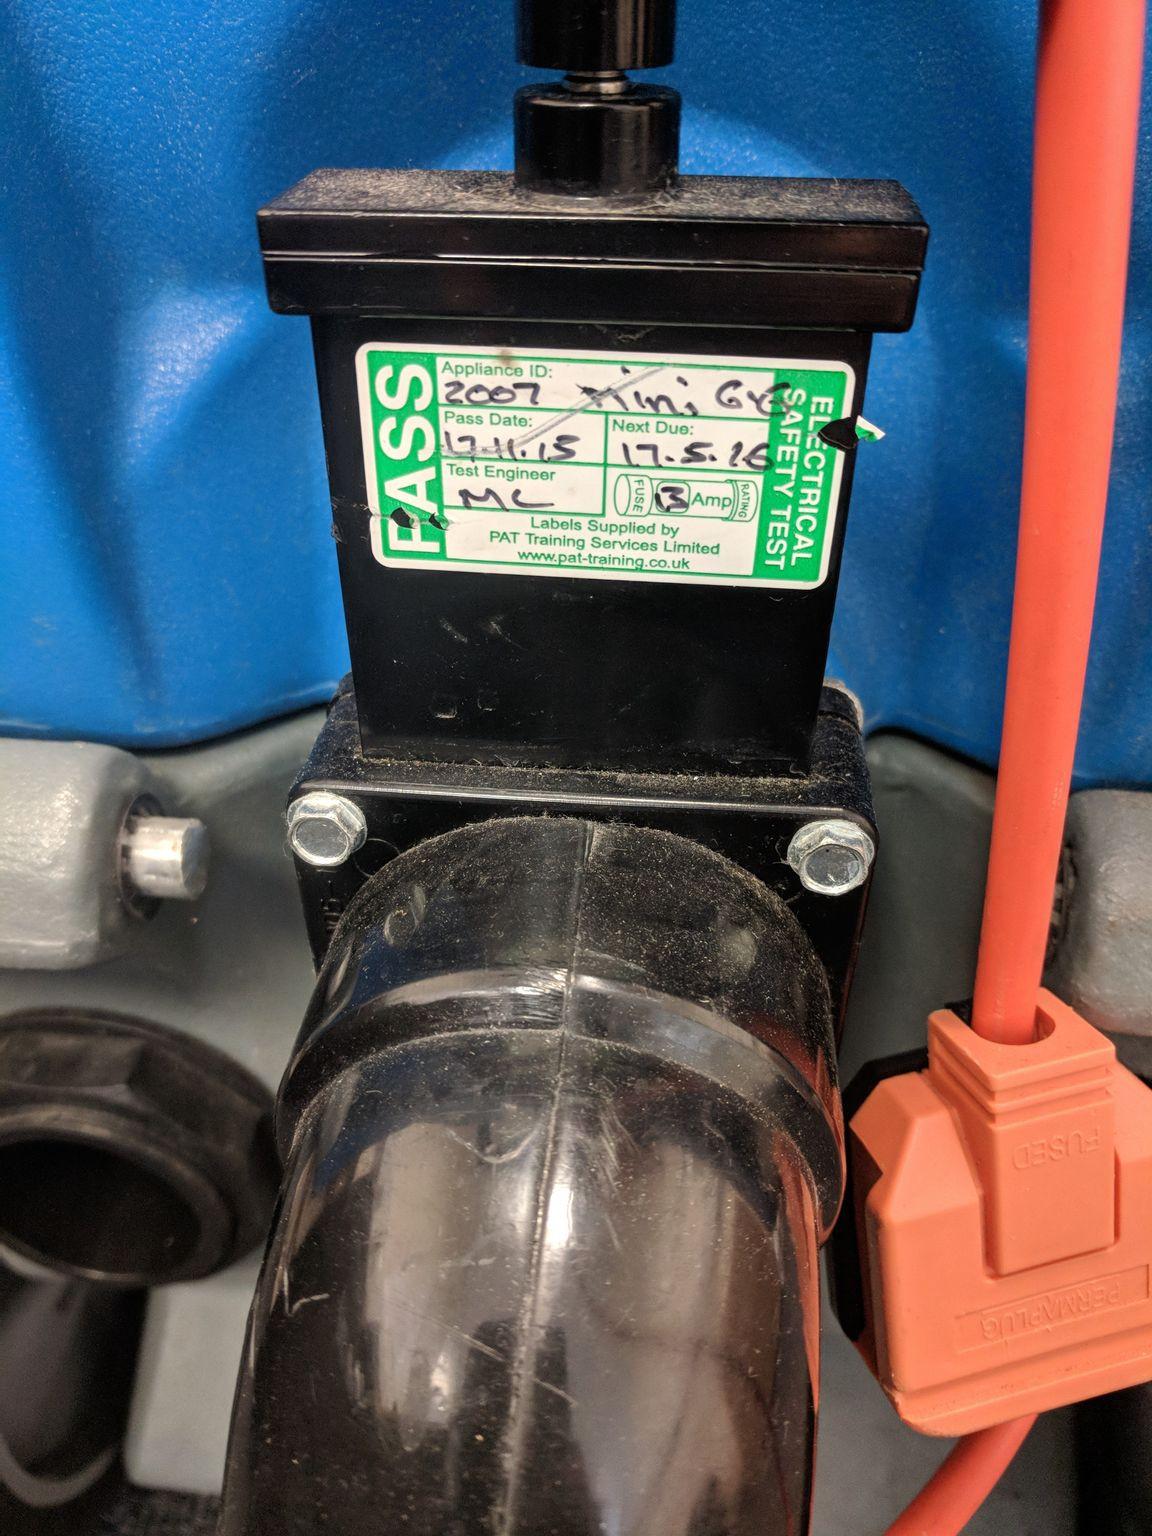 PASS
Appliance ID:
2007 Mini
Pass Date:
17.11.15
Next Due:
17.5.16
Test Engineer
MC
FUSE 13 Amp RATING
Labels Supplied by
PAT Training Services Limited
www.pat-training.co.uk
ELECTRICAL
SAFETY TEST
FUSED
PERMAPLUG